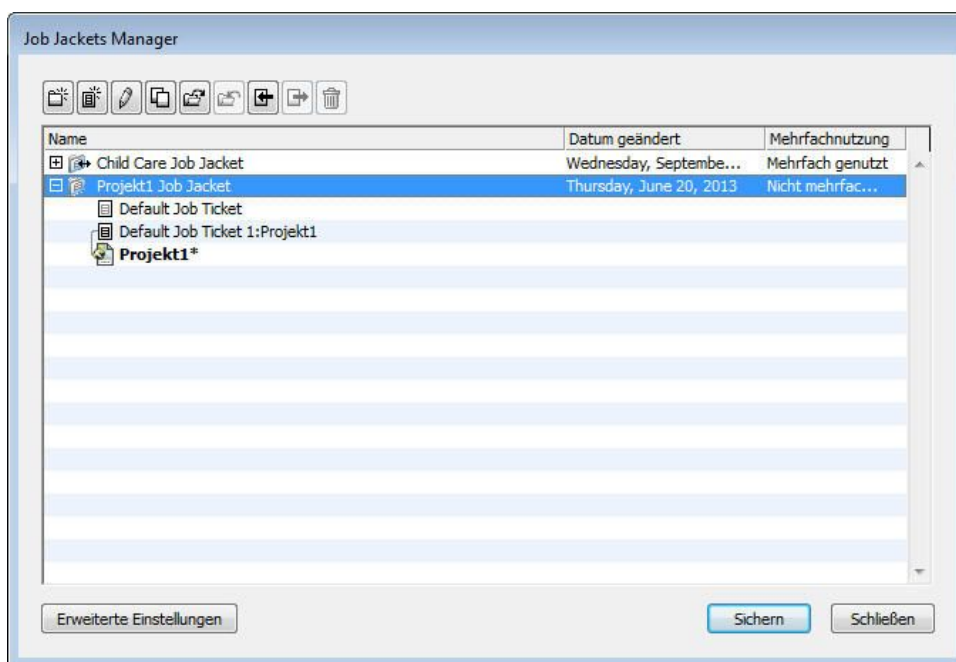 Job Jackets Manager
Name Datum geändert Mehrfachnutzung
Child Care Job Jacket Wednesday, Septembe... Mehrfach genutzt
Projekt1 Job Jacket Thursday, June 20, 2013 Nicht mehrfac...
Default Job Ticket
Default Job Ticket 1:Projekt1
Projekt1*
Erweiterte Einstellungen Sichern Schließen